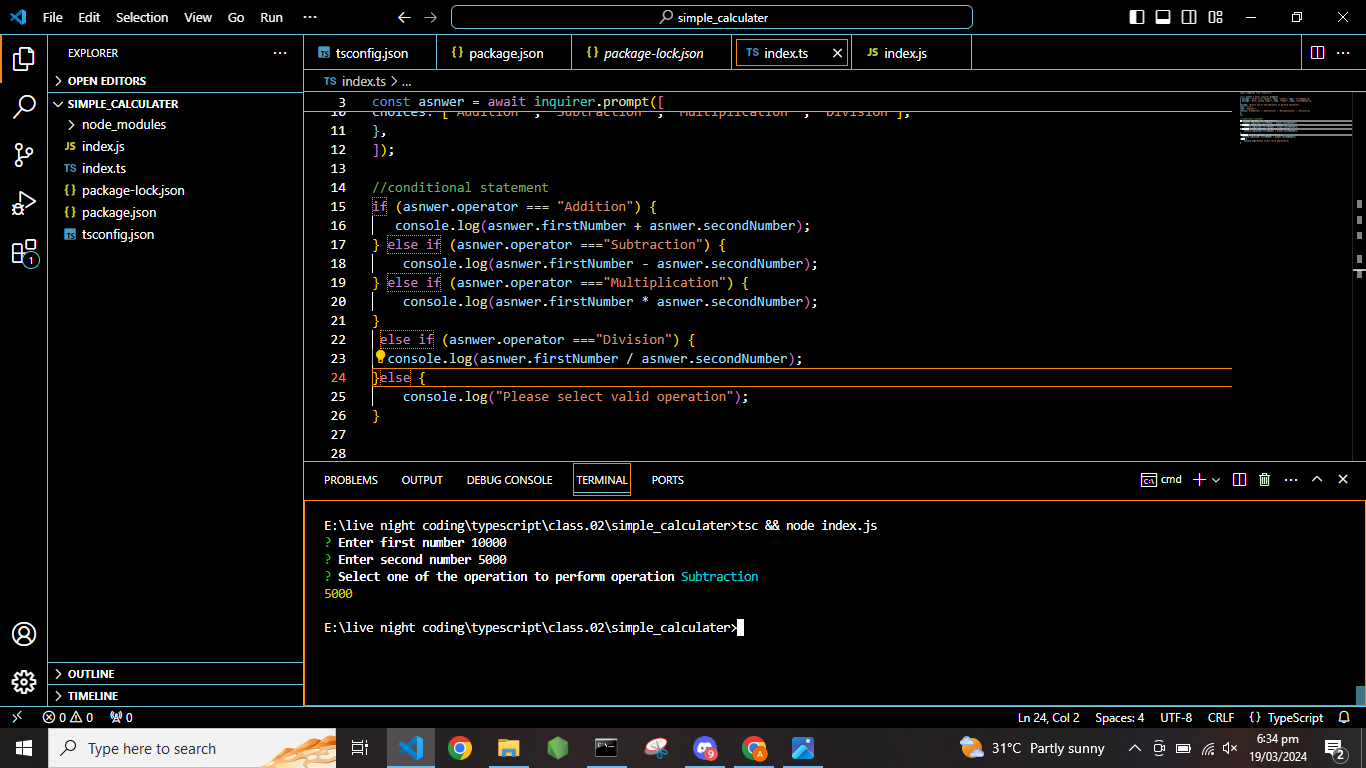 File Edit Selection View Go Run ··· simple_calculater
EXPLORER ···
OPEN EDITORS
SIMPLE_CALCULATER
node_modules
JS index.js
TS index.ts
{} package-lock.json
{} package.json
TS tsconfig.json
OUTLINE
TIMELINE
1
TS tsconfig.json {} package.json {} package-lock.json TS index.ts JS index.js
TS index.ts > ...
3 const asnwer = await inquirer.prompt([
10 choices: ["Addition", "Subtraction", "Multiplication", "Division"],
11 },
12 ]);
13
14 //conditional statement
15 if (asnwer.operator === "Addition") {
16 console.log(asnwer.firstNumber + asnwer.secondNumber);
17 } else if (asnwer.operator ==="Subtraction") {
18 console.log(asnwer.firstNumber - asnwer.secondNumber);
19 } else if (asnwer.operator ==="Multiplication") {
20 console.log(asnwer.firstNumber * asnwer.secondNumber);
21 }
22 else if (asnwer.operator ==="Division") {
23 console.log(asnwer.firstNumber / asnwer.secondNumber);
24 }else {
25 console.log("Please select valid operation");
26 }
27
28
PROBLEMS OUTPUT DEBUG CONSOLE TERMINAL PORTS cmd
E:\live night coding\typescript\class.02\simple_calculater>tsc && node index.js
? Enter first number 10000
? Enter second number 5000
? Select one of the operation to perform operation Subtraction
5000
E:\live night coding\typescript\class.02\simple_calculater>
0 0 0 Ln 24, Col 2 Spaces: 4 UTF-8 CRLF {} TypeScript
Type here to search 9 A 31°C Partly sunny 6:34 pm
19/03/2024
2